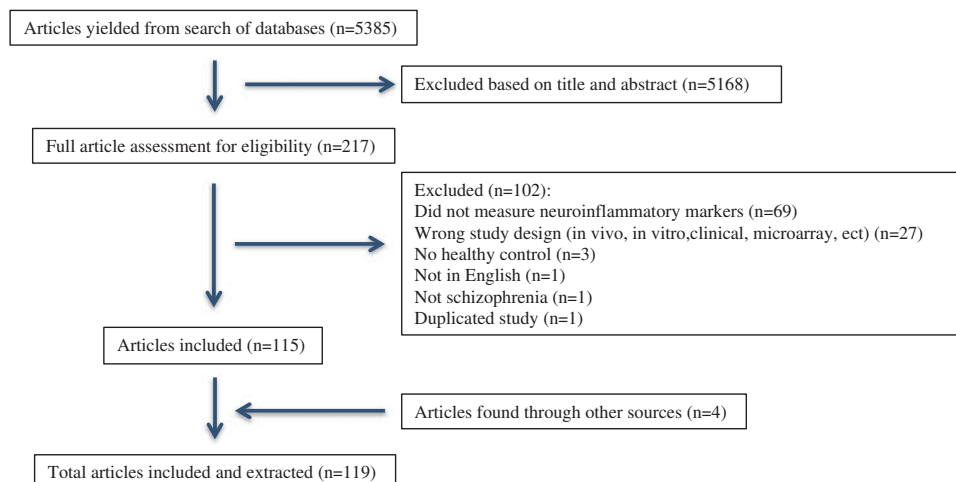 Articles yielded from search of databases (n=5385)
Excluded based on title and abstract (n=5168)
Full article assessment for eligibility (n=217)
Excluded (n=102):
Did not measure neuroinflammatory markers (n=69)
Wrong study design (in vivo, in vitro,clinical, microarray, ect) (n=27)
No healthy control (n=3)
Not in English (n=1)
Not schizophrenia (n=1)
Duplicated study (n=1)
Articles included (n=115)
Articles found through other sources (n=4)
Total articles included and extracted (n=119)